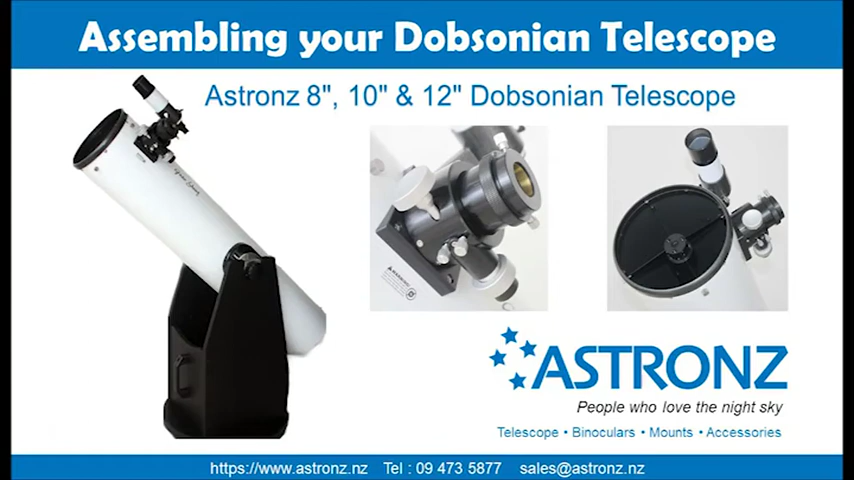 Assembling your Dobsonian Telescope
Astronz 8", 10" & 12" Dobsonian Telescope
ASTRONZ
People who love the night sky
Telescope • Binoculars • Mounts • Accessories
https://www.astronz.nz Tel : 09 473 5877 sales@astronz.nz